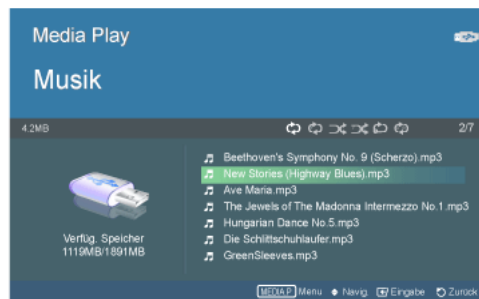 Media Play
Musik
4.2MB
2/7
Beethoven's Symphony No. 9 (Scherzo).mp3
New Stories (Highway Blues).mp3
Ave Maria.mp3
The Jewels of The Madonna Intermezzo No.1.mp3
Hungarian Dance No.5.mp3
Die Schlittschuhlaufer.mp3
GreenSleeves.mp3
Verfüg. Speicher
1119MB/1891MB
MEDIA.P Menu Navig. Eingabe Zurück